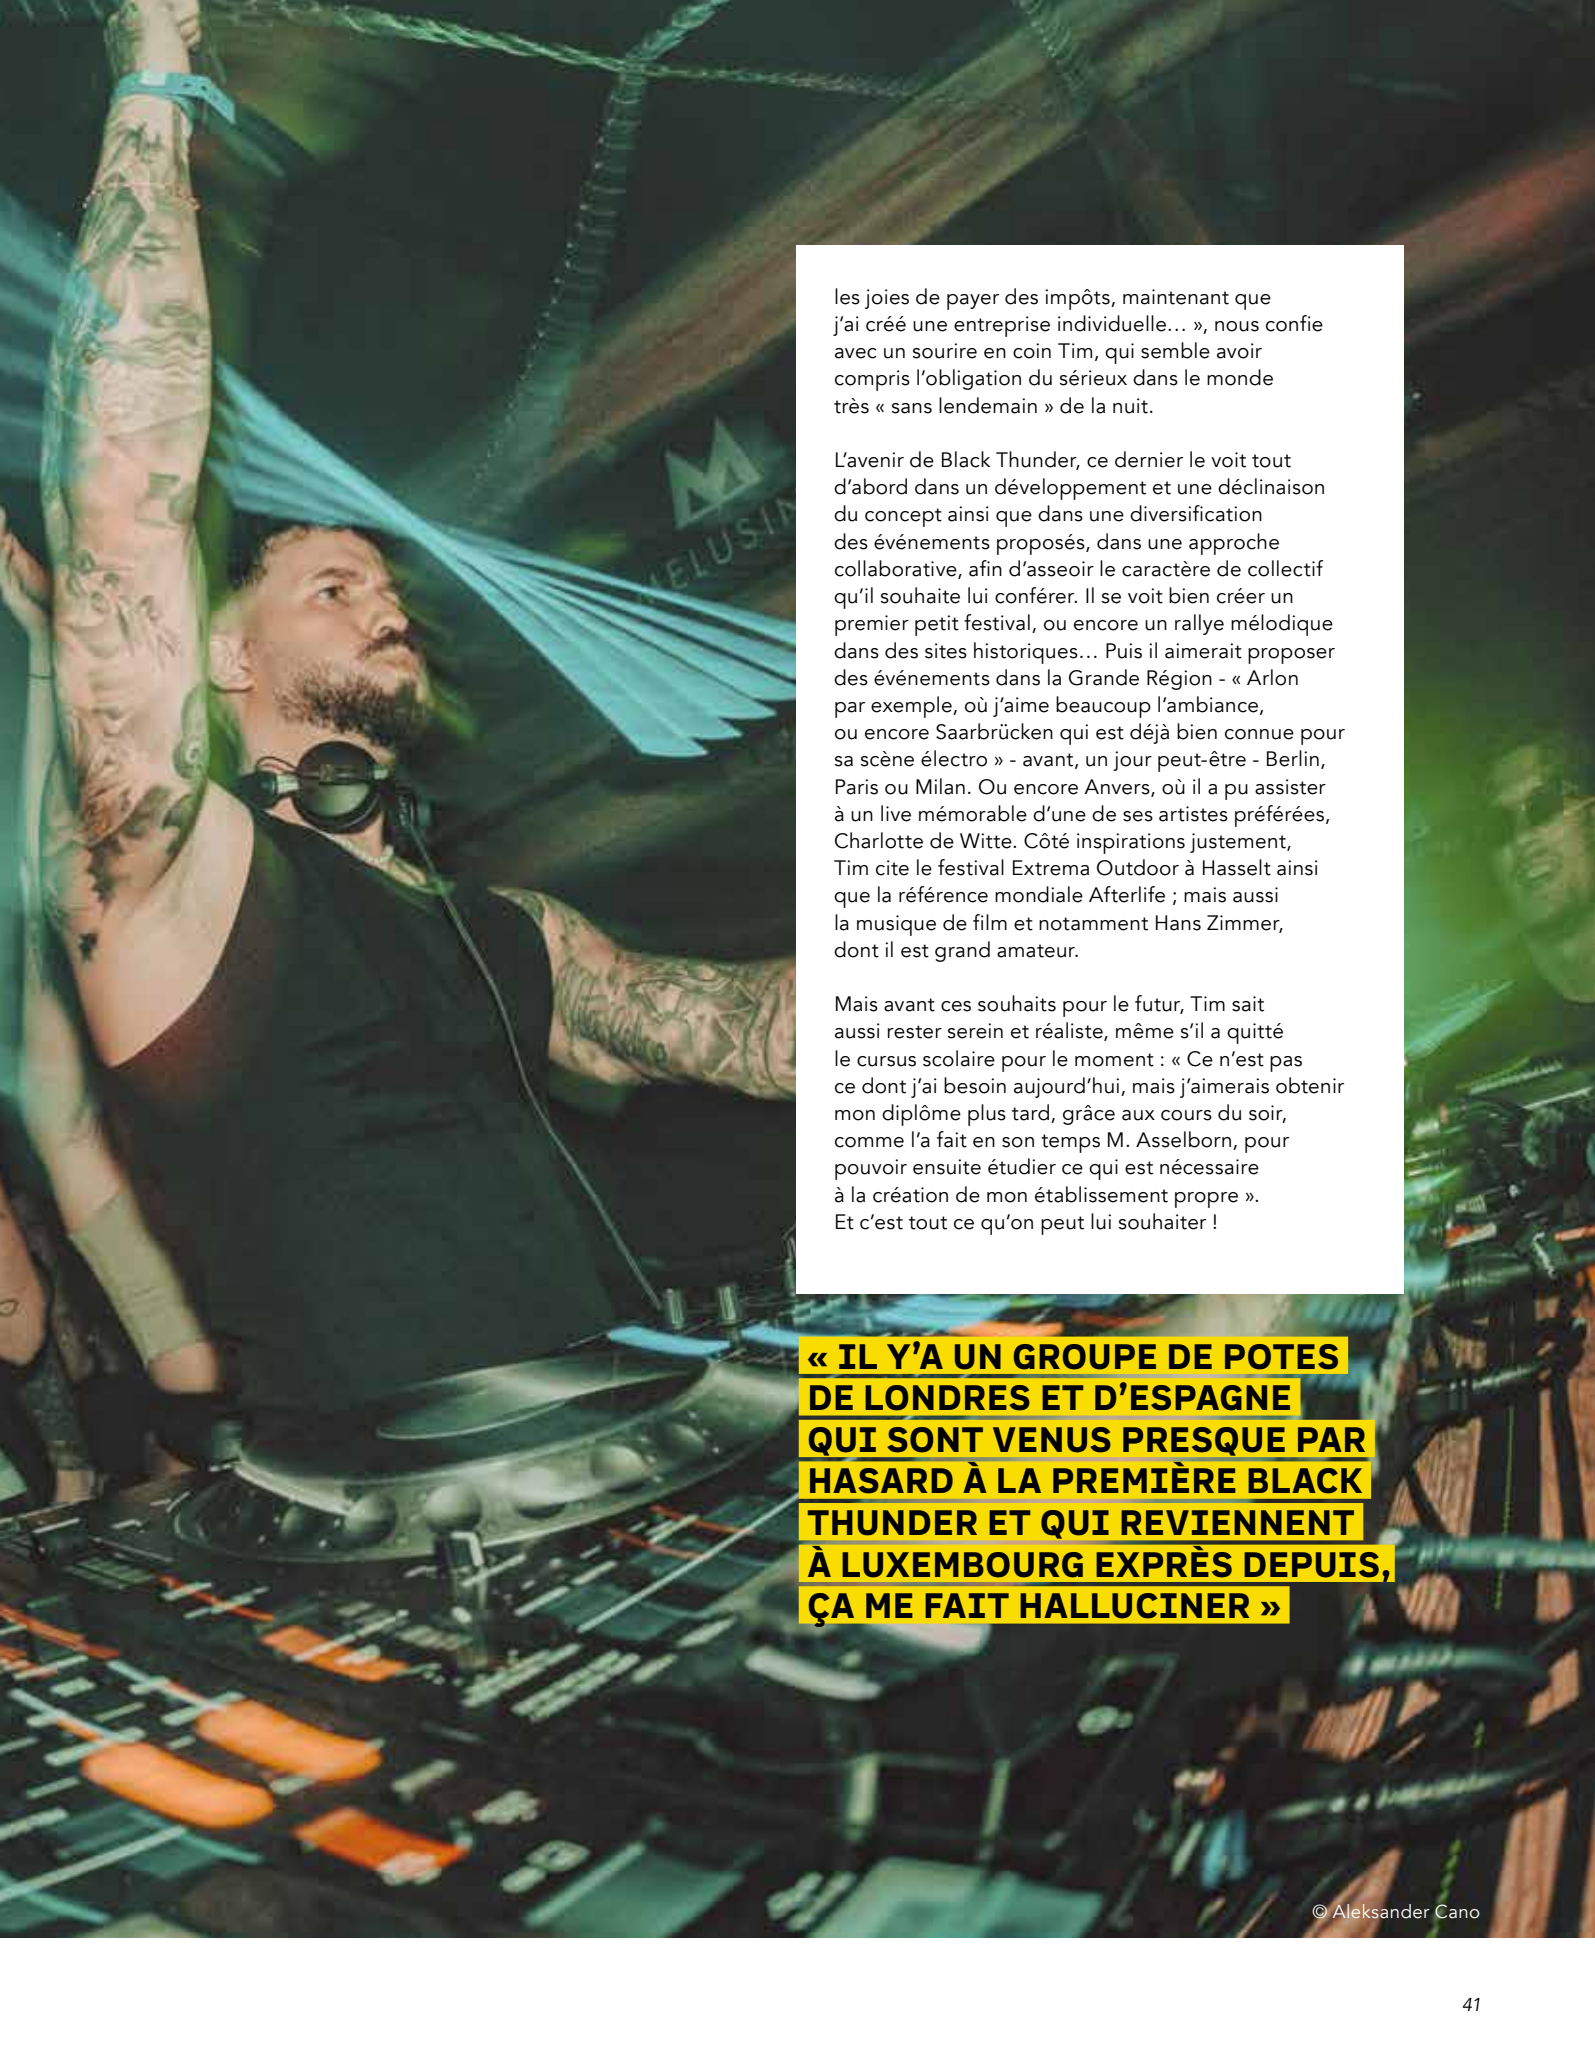 MELUSIN
les joies de payer des impôts, maintenant que
j’ai créé une entreprise individuelle… », nous confie
avec un sourire en coin Tim, qui semble avoir
compris l’obligation du sérieux dans le monde
très « sans lendemain » de la nuit.
L’avenir de Black Thunder, ce dernier le voit tout
d’abord dans un développement et une déclinaison
du concept ainsi que dans une diversification
des événements proposés, dans une approche
collaborative, afin d’asseoir le caractère de collectif
qu’il souhaite lui conférer. Il se voit bien créer un
premier petit festival, ou encore un rallye mélodique
dans des sites historiques… Puis il aimerait proposer
des événements dans la Grande Région - « Arlon
par exemple, où j’aime beaucoup l’ambiance,
ou encore Saarbrücken qui est déjà bien connue pour
sa scène électro » - avant, un jour peut-être - Berlin,
Paris ou Milan. Ou encore Anvers, où il a pu assister
à un live mémorable d’une de ses artistes préférées,
Charlotte de Witte. Côté inspirations justement,
Tim cite le festival Extrema Outdoor à Hasselt ainsi
que la référence mondiale Afterlife ; mais aussi
la musique de film et notamment Hans Zimmer,
dont il est grand amateur.
Mais avant ces souhaits pour le futur, Tim sait
aussi rester serein et réaliste, même s’il a quitté
le cursus scolaire pour le moment : « Ce n’est pas
ce dont j’ai besoin aujourd’hui, mais j’aimerais obtenir
mon diplôme plus tard, grâce aux cours du soir,
comme l’a fait en son temps M. Asselborn, pour
pouvoir ensuite étudier ce qui est nécessaire
à la création de mon établissement propre ».
Et c’est tout ce qu’on peut lui souhaiter !
« IL Y’A UN GROUPE DE POTES
DE LONDRES ET D’ESPAGNE
QUI SONT VENUS PRESQUE PAR
HASARD À LA PREMIÈRE BLACK
THUNDER ET QUI REVIENNENT
À LUXEMBOURG EXPRÈS DEPUIS,
ÇA ME FAIT HALLUCINER »
© Aleksander Cano
41